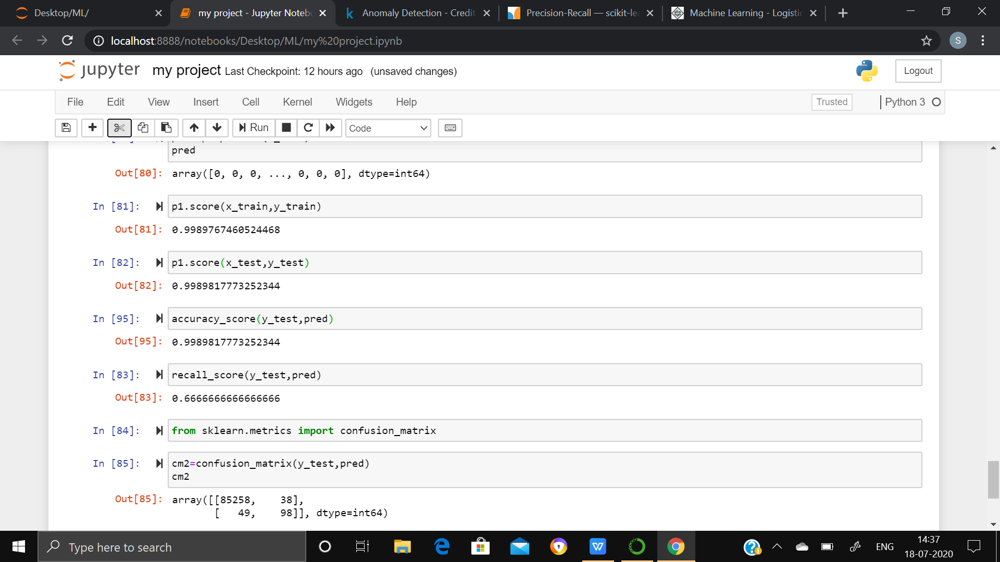 Desktop/ML/
my project - Jupyter Noteb
Anomaly Detection - Credit
Precision-Recall — scikit-le
Machine Learning - Logistic
localhost:8888/notebooks/Desktop/ML/my%20project.ipynb
S
jupyter my project Last Checkpoint: 12 hours ago (unsaved changes)
Logout
File Edit View Insert Cell Kernel Widgets Help
Trusted
Python 3
Run
Code
pred
Out[80]: array([0, 0, 0, ..., 0, 0, 0], dtype=int64)
In [81]: p1.score(x_train,y_train)
Out[81]: 0.9989767460524468
In [82]: p1.score(x_test,y_test)
Out[82]: 0.9989817773252344
In [95]: accuracy_score(y_test,pred)
Out[95]: 0.9989817773252344
In [83]: recall_score(y_test,pred)
Out[83]: 0.6666666666666666
In [84]: from sklearn.metrics import confusion_matrix
In [85]: cm2=confusion_matrix(y_test,pred)
cm2
Out[85]: array([[85258, 38],
[ 49, 98]], dtype=int64)
Type here to search
ENG
14:37
18-07-2020